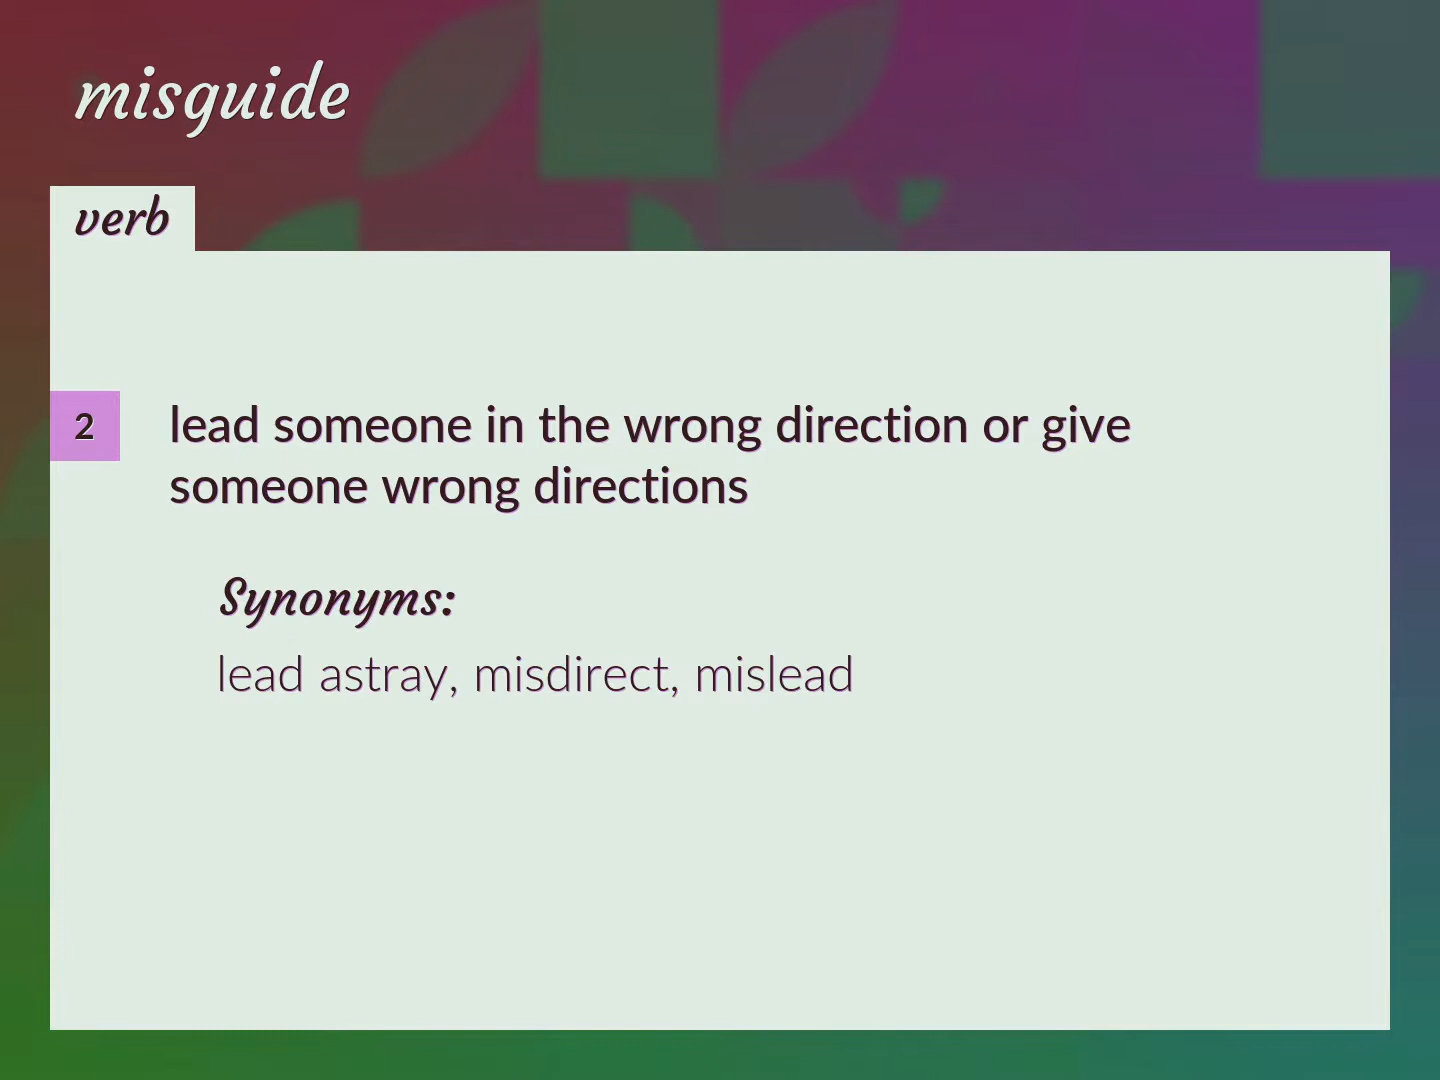 misguide
verb
2
lead someone in the wrong direction or give
someone wrong directions
Synonyms:
lead astray, misdirect, mislead